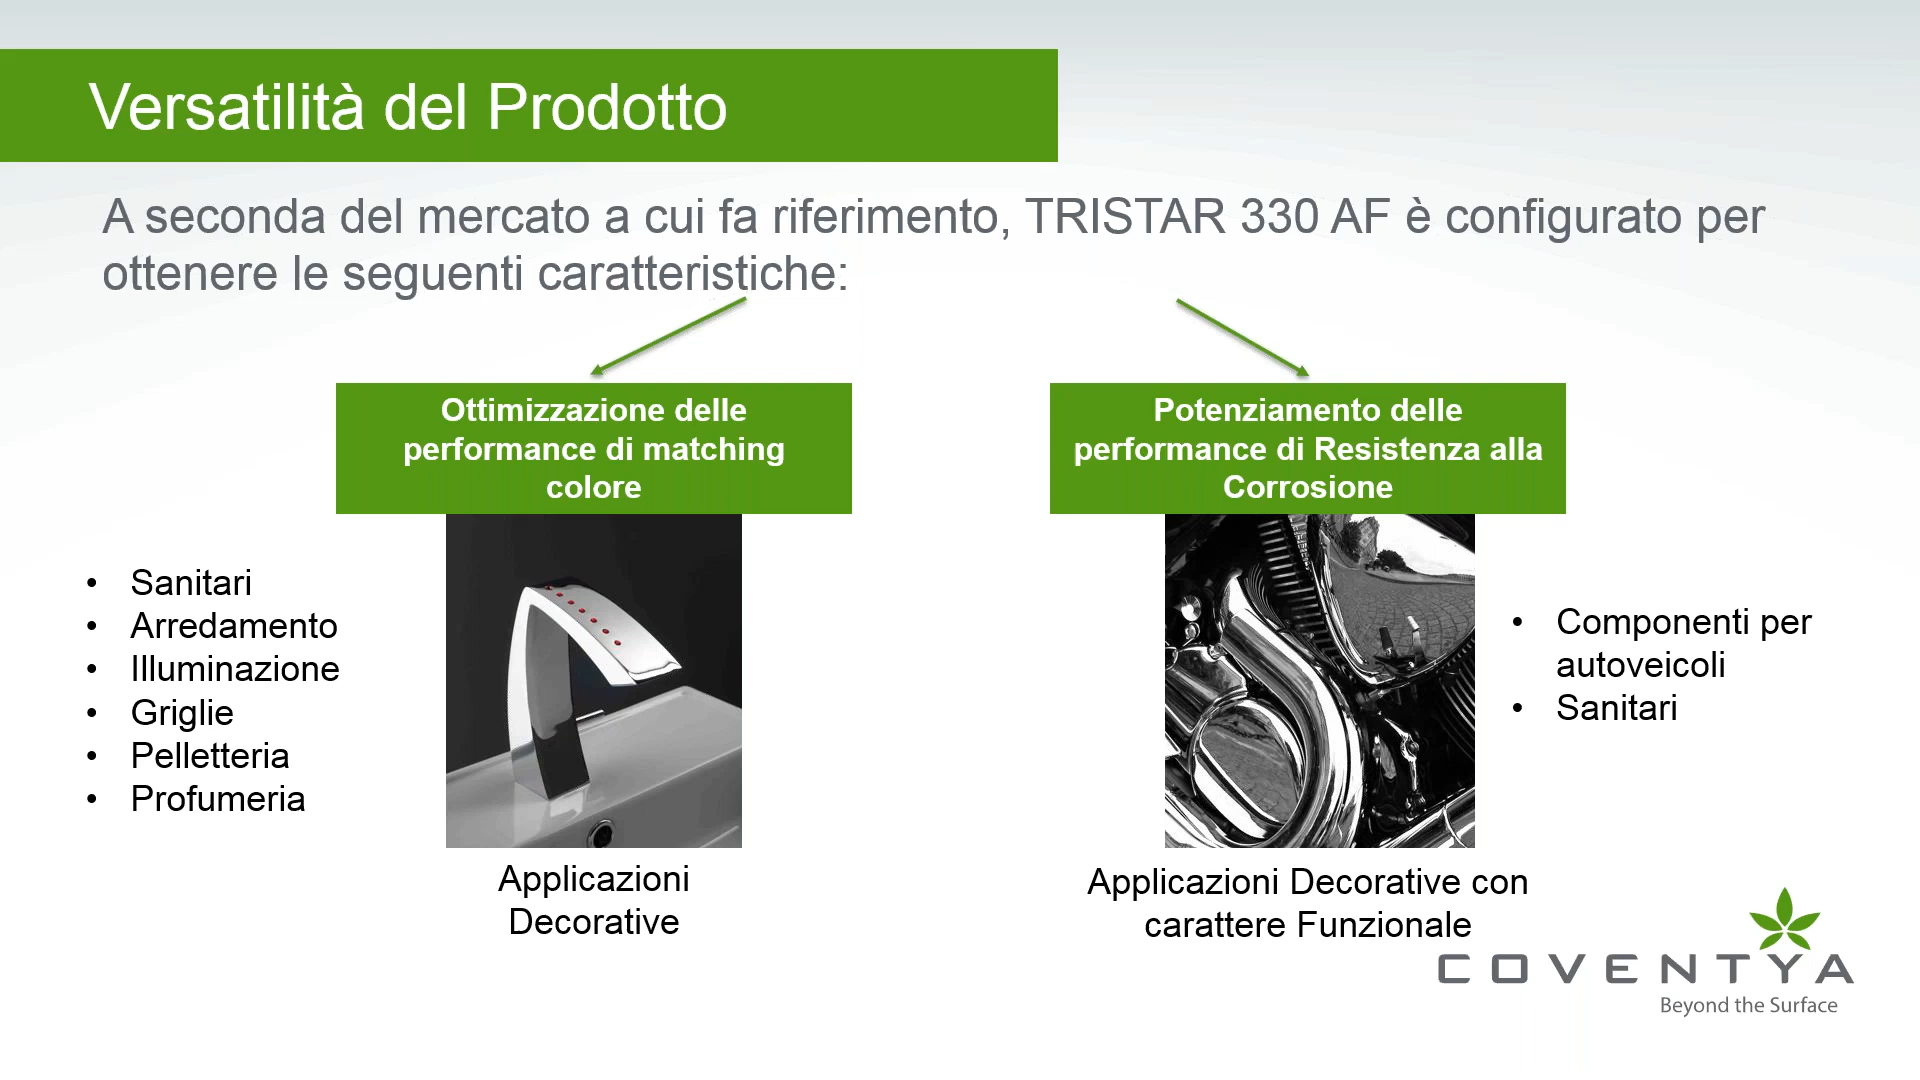 Versatilità del Prodotto
A seconda del mercato a cui fa riferimento, TRISTAR 330 AF è configurato per
ottenere le seguenti caratteristiche:
Ottimizzazione delle
performance di matching
colore
• Sanitari
• Arredamento
• Illuminazione
• Griglie
• Pelletteria
• Profumeria
Applicazioni
Decorative
Potenziamento delle
performance di Resistenza alla
Corrosione
• Componenti per
autoveicoli
• Sanitari
Applicazioni Decorative con
carattere Funzionale
COVENTYA
Beyond the Surface